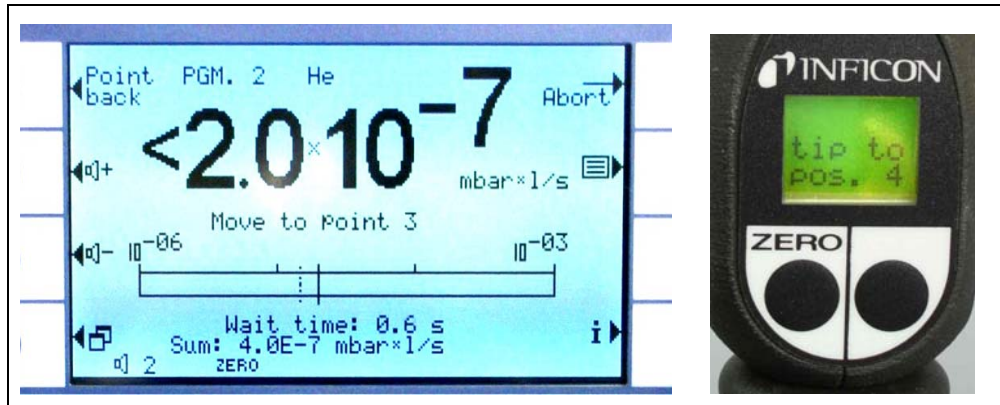 Point PGM. 2 He
back
Abort
<2.0×10⁻⁷
+
mbar×l/s
Move to point 3
-
10⁻⁰⁶ 10⁻⁰³
Wait time: 0.6 s
Sum: 4.0E-7 mbar×l/s
i
2 ZERO
INFICON
tip to
pos. 4
ZERO